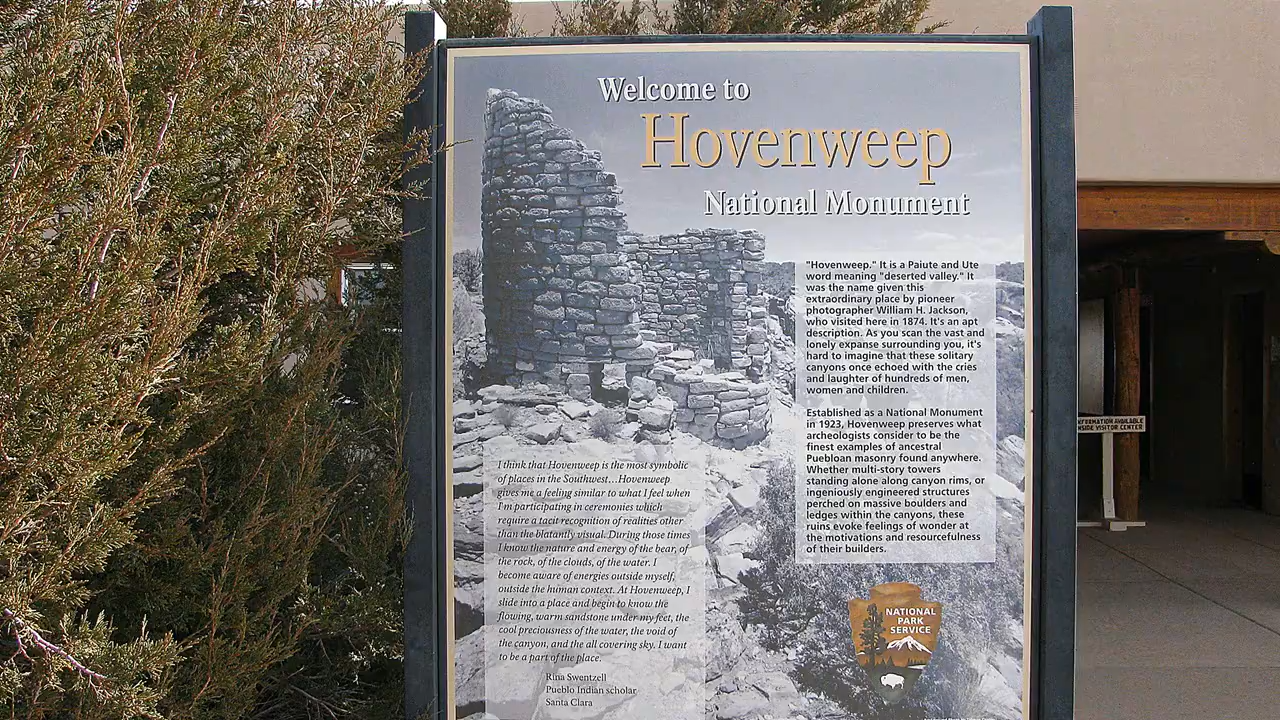 Welcome to
Hovenweep
National Monument
"Hovenweep." It is a Paiute and Ute
word meaning "deserted valley." It
was the name given this
extraordinary place by pioneer
photographer William H. Jackson,
who visited here in 1874. It's an apt
description. As you scan the vast and
lonely expanse surrounding you, it's
hard to imagine that these solitary
canyons once echoed with the cries
and laughter of hundreds of men,
women and children.
Established as a National Monument
in 1923, Hovenweep preserves what
archeologists consider to be the
finest examples of ancestral
Puebloan masonry found anywhere.
Whether multi-story towers
standing alone along canyon rims, or
ingeniously engineered structures
perched on massive boulders and
ledges within the canyons, these
ruins evoke feelings of wonder at
the motivations and resourcefulness
of their builders.
I think that Hovenweep is the most symbolic
of places in the Southwest...Hovenweep
gives me a feeling similar to what I feel when
I'm participating in ceremonies which
require a tacit recognition of realities other
than the blatantly visual. During those times
I know the nature and energy of the bear, of
the rock, of the clouds, of the water. I
become aware of energies outside myself,
outside the human context. At Hovenweep, I
slide into a place and begin to know the
flowing, warm sandstone under my feet, the
cool preciousness of the water, the void of
the canyon, and the all covering sky. I want
to be a part of the place.
Rina Swentzell
Pueblo Indian scholar
Santa Clara
NATIONAL
PARK
SERVICE
AVAILABLE
VISITOR CENTER